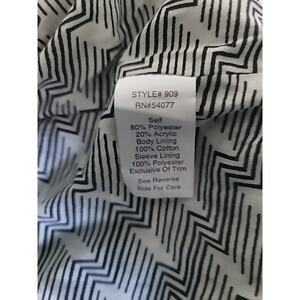 STYLE# 909
RN#54077
Self
80% Polyester
20% Acrylic
Body Lining
100% Cotton
Sleeve Lining
100% Polyester
Exclusive Of Trim
See Reverse
Side For Care